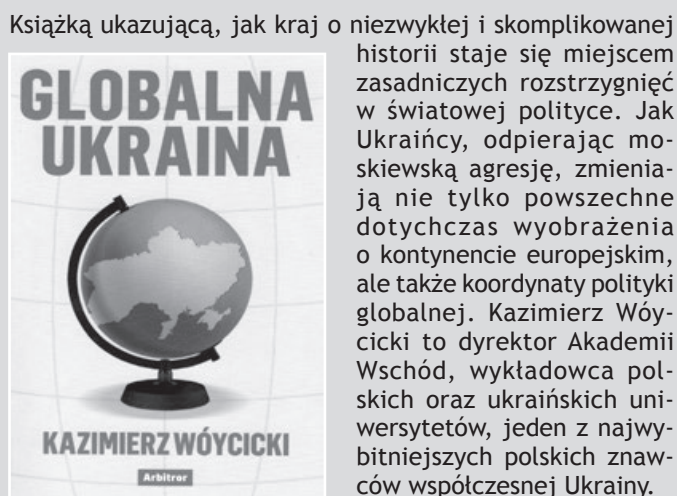 Książką ukazującą, jak kraj o niezwykłej i skomplikowanej
historii staje się miejscem
zasadniczych rozstrzygnięć
w światowej polityce. Jak
Ukraińcy, odpierając mo-
skiewską agresję, zmienia-
ją nie tylko powszechne
dotychczas wyobrażenia
o kontynencie europejskim,
ale także koordynaty polityki
globalnej. Kazimierz Wóy-
cicki to dyrektor Akademii
Wschód, wykładowca pol-
skich oraz ukraińskich uni-
wersytetów, jeden z najwy-
bitniejszych polskich znaw-
ców współczesnej Ukrainy.
GLOBALNA
UKRAINA
KAZIMIERZ WÓYCICKI
Arbitror